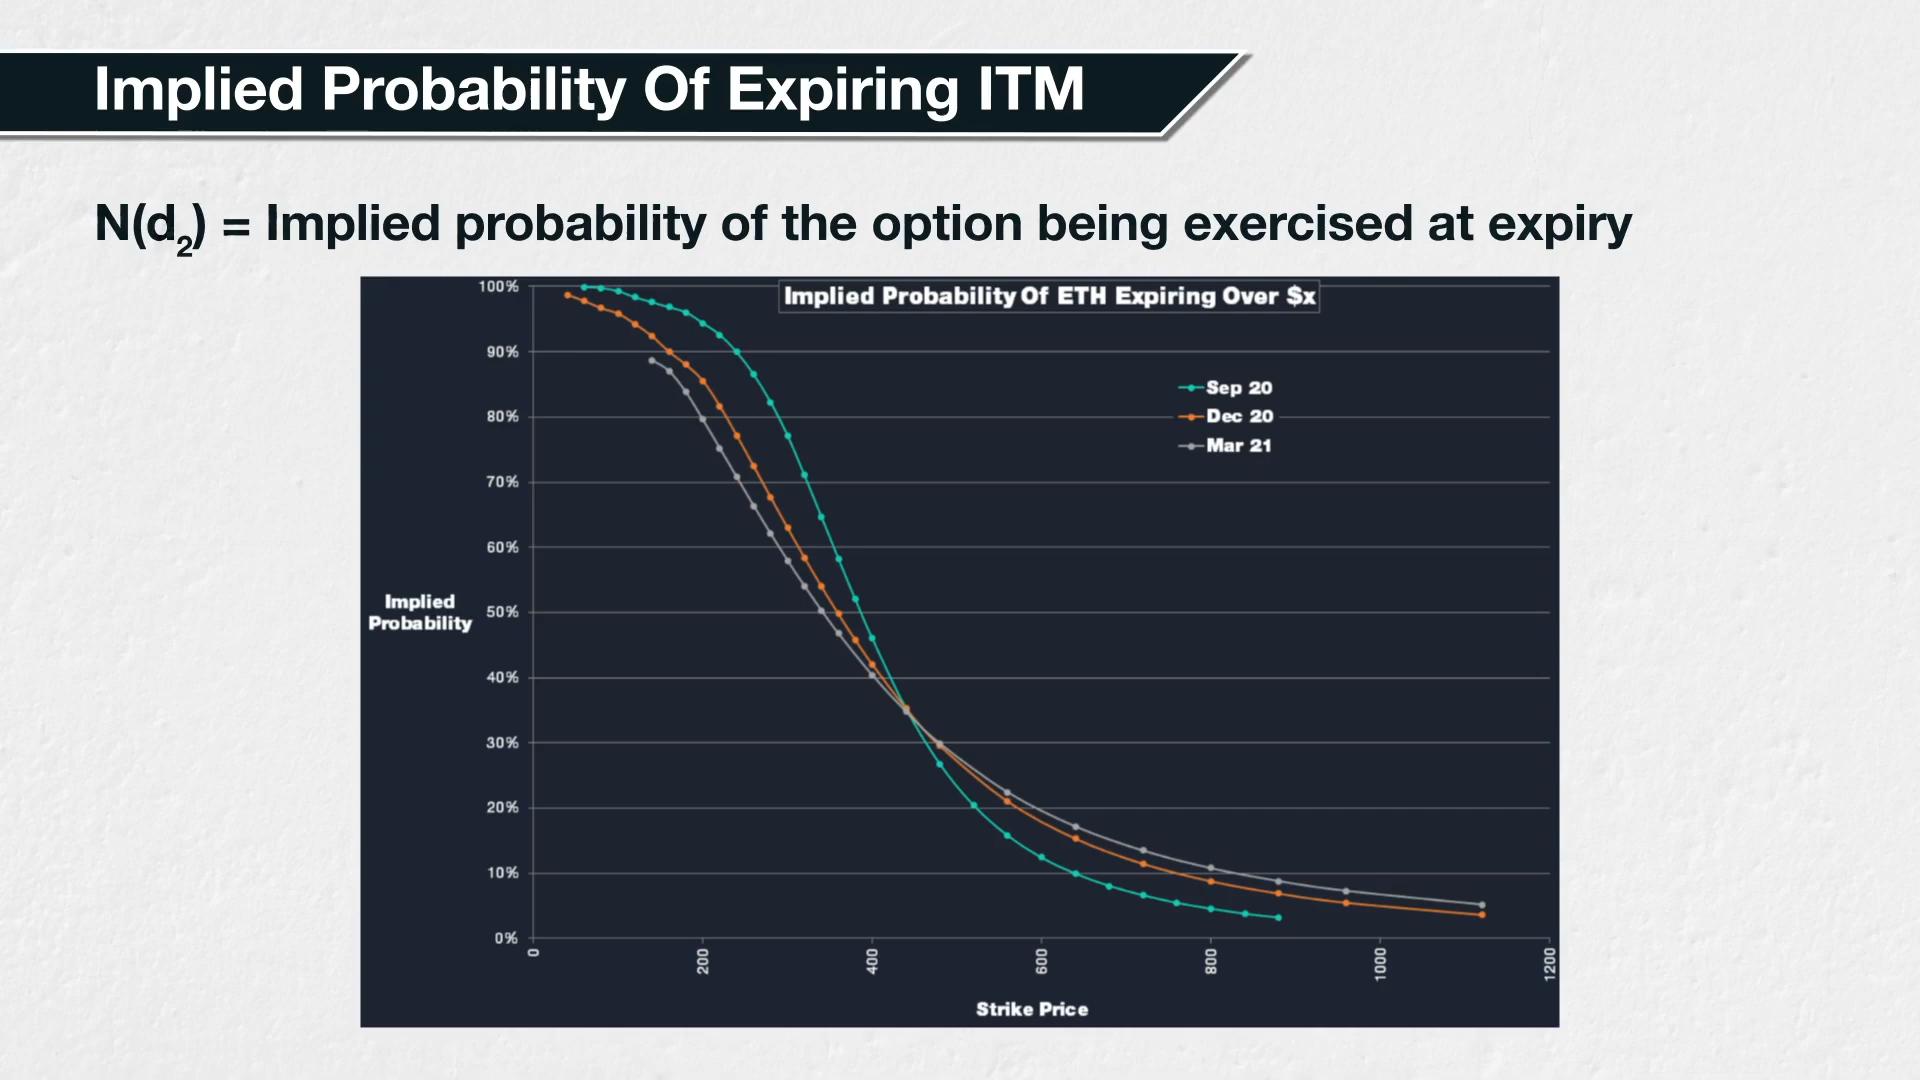 Implied Probability Of Expiring ITM
N(d₂) = Implied probability of the option being exercised at expiry
Implied Probability Of ETH Expiring Over $x
100%
90%
80%
70%
60%
50%
40%
30%
20%
10%
0%
Implied
Probability
Sep 20
Dec 20
Mar 21
0
200
400
600
800
1000
1200
Strike Price